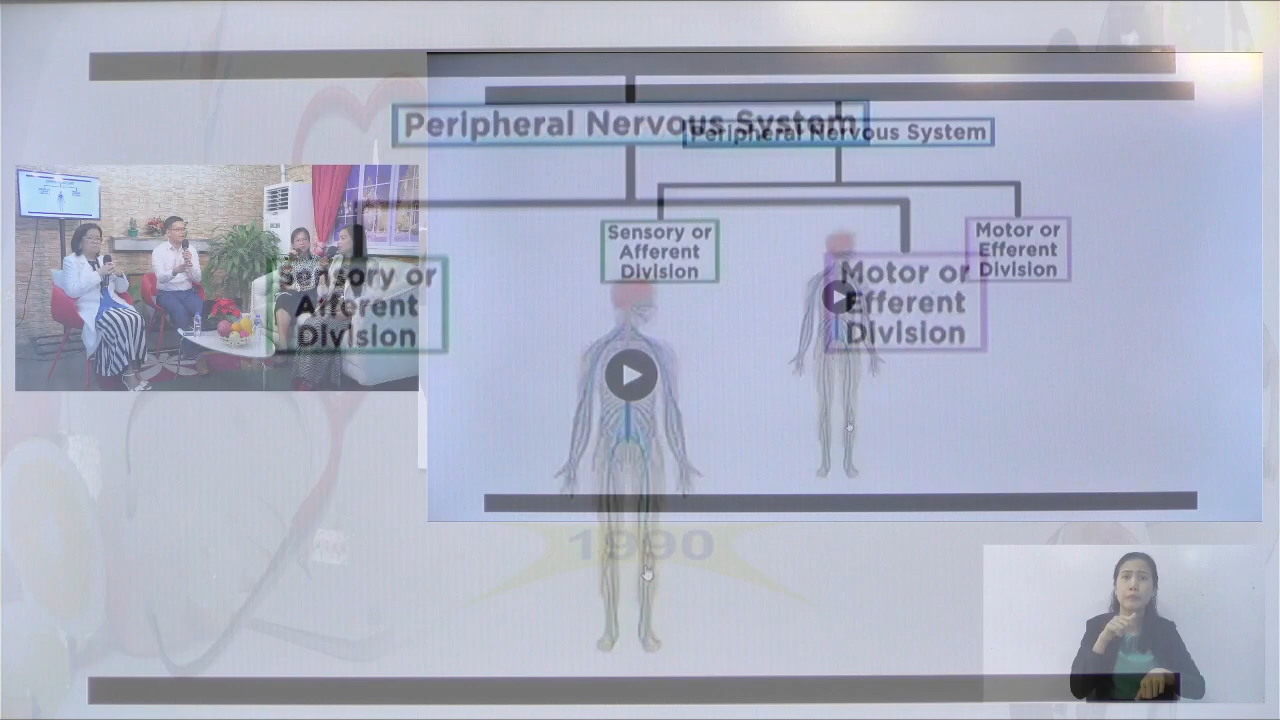 Peripheral Nervous System
Peripheral Nervous System
Sensory or
Afferent
Division
Motor or
Efferent
Division
Sensory or
Afferent
Division
Motor or
Efferent
Division
1990